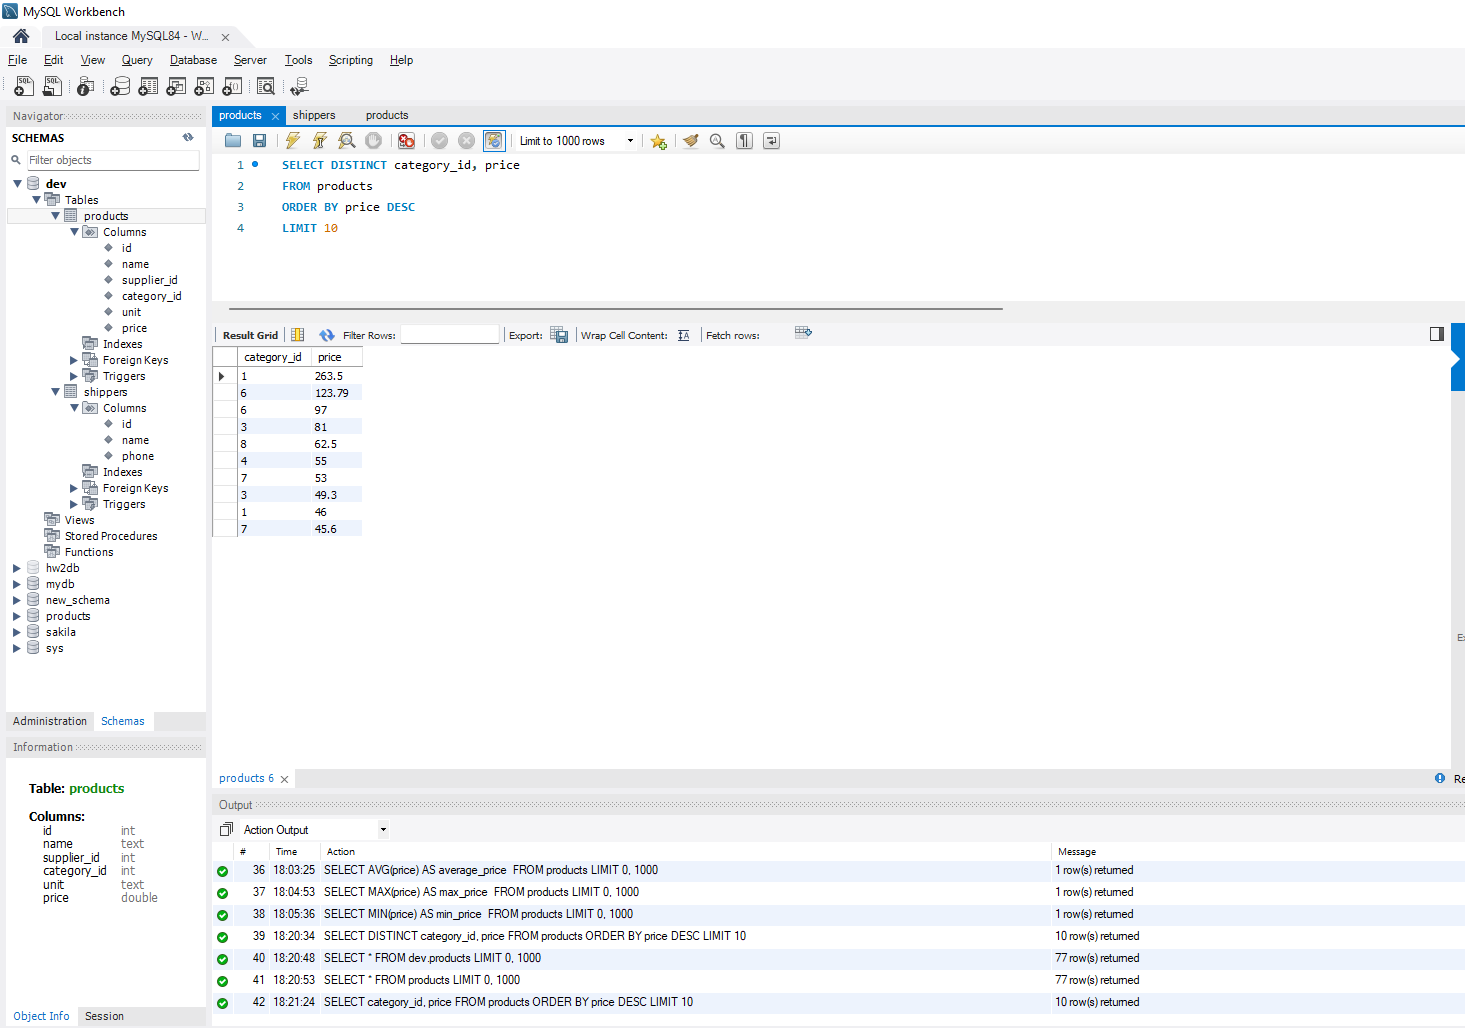 MySQL Workbench
Local instance MySQL84 - W...
File Edit View Query Database Server Tools Scripting Help
Navigator
SCHEMAS
Filter objects
dev
Tables
products
Columns
id
name
supplier_id
category_id
unit
price
Indexes
Foreign Keys
Triggers
shippers
Columns
id
name
phone
Indexes
Foreign Keys
Triggers
Views
Stored Procedures
Functions
hw2db
mydb
new_schema
products
sakila
sys
Administration Schemas
Information
Table: products
Columns:
id int
name text
supplier_id int
category_id int
unit text
price double
Object Info Session
products shippers products
Limit to 1000 rows
1 SELECT DISTINCT category_id, price
2 FROM products
3 ORDER BY price DESC
4 LIMIT 10
Result Grid Filter Rows: Export: Wrap Cell Content: Fetch rows:
category_id price
1 263.5
6 123.79
6 97
3 81
8 62.5
4 55
7 53
3 49.3
1 46
7 45.6
Ex
products 6
Re
Output
Action Output
# Time Action Message
36 18:03:25 SELECT AVG(price) AS average_price FROM products LIMIT 0, 1000 1 row(s) returned
37 18:04:53 SELECT MAX(price) AS max_price FROM products LIMIT 0, 1000 1 row(s) returned
38 18:05:36 SELECT MIN(price) AS min_price FROM products LIMIT 0, 1000 1 row(s) returned
39 18:20:34 SELECT DISTINCT category_id, price FROM products ORDER BY price DESC LIMIT 10 10 row(s) returned
40 18:20:48 SELECT * FROM dev.products LIMIT 0, 1000 77 row(s) returned
41 18:20:53 SELECT * FROM products LIMIT 0, 1000 77 row(s) returned
42 18:21:24 SELECT category_id, price FROM products ORDER BY price DESC LIMIT 10 10 row(s) returned